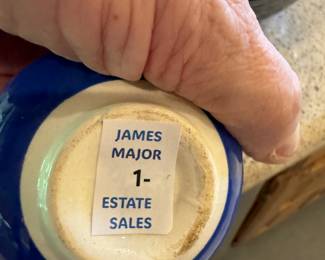 JAMES
MAJOR
1-
ESTATE
SALES